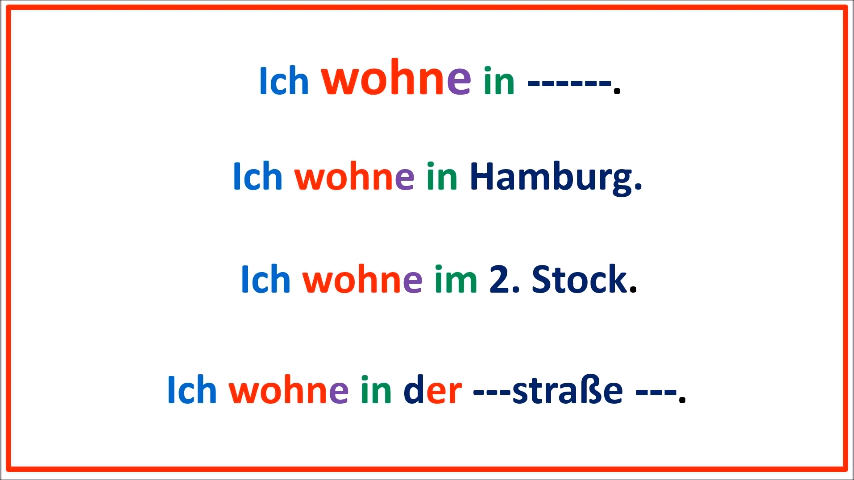 Ich wohne in ------.
Ich wohne in Hamburg.
Ich wohne im 2. Stock.
Ich wohne in der ---straße ---.